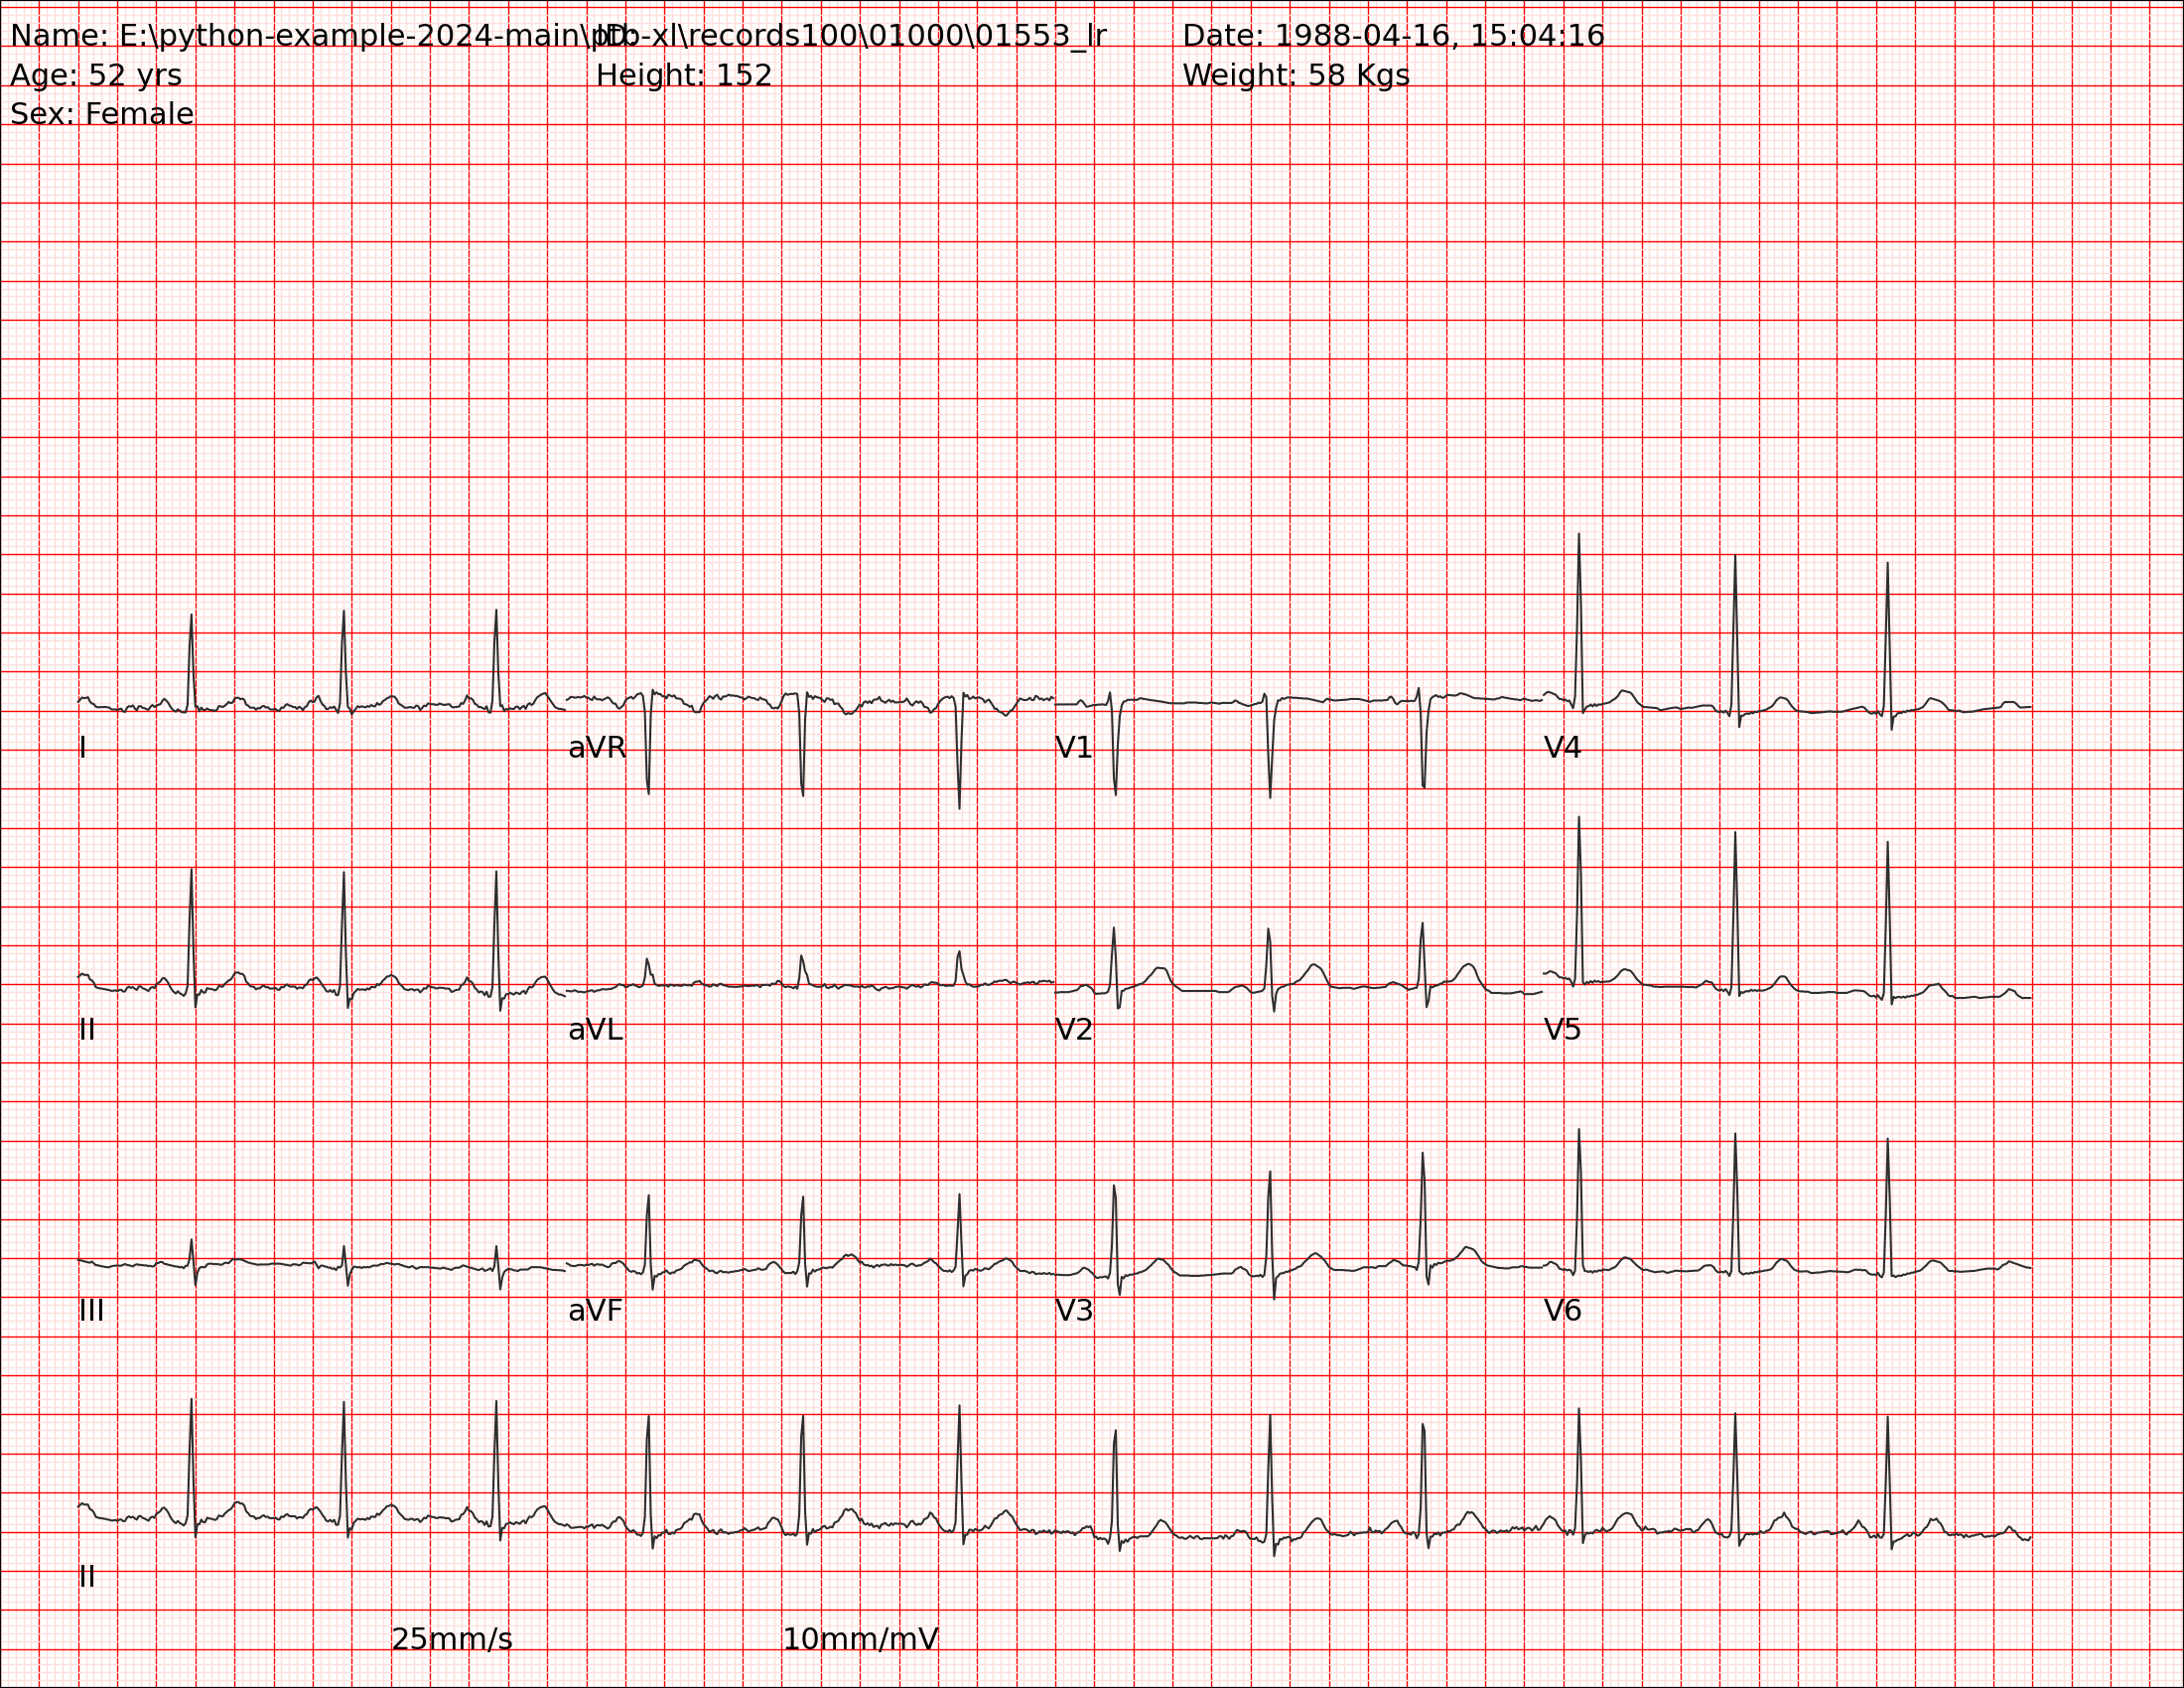 Name: E:\python-example-2024-main\ptb-xl\records100\01000\01553_lr ID: Date: 1988-04-16, 15:04:16
Age: 52 yrs Height: 152 Weight: 58 Kgs
Sex: Female
I aVR V1 V4
II aVL V2 V5
III aVF V3 V6
II
25mm/s 10mm/mV